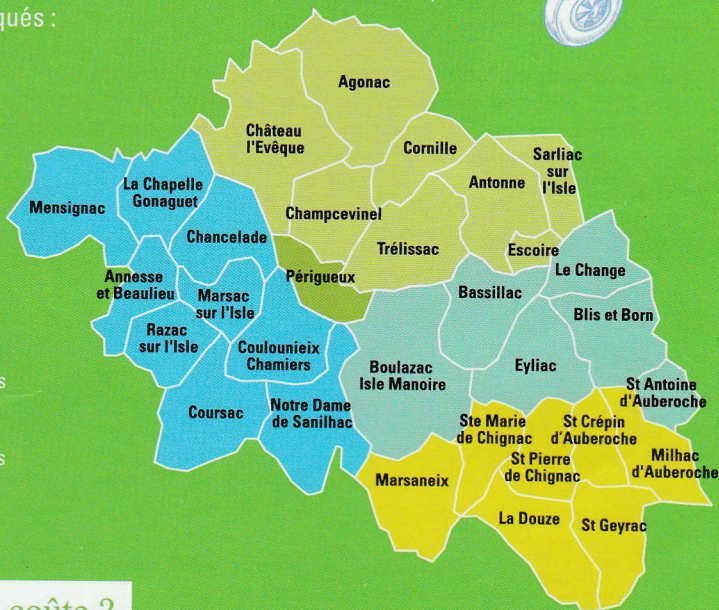 qués :
Agonac
Château
l'Evêque
Cornille
Sarliac
sur
l'Isle
Antonne
La Chapelle
Gonaguet
Mensignac
Champcevinel
Chancelade
Trélissac
Escoire
Le Change
Annesse
et Beaulieu
Périgueux
Marsac
sur l'Isle
Bassillac
Blis et Born
Razac
sur l'Isle
Coulounieix
Chamiers
Boulazac
Isle Manoire
Eyliac
St Antoine
d'Auberoche
s
Coursac
Notre Dame
de Sanilhac
Ste Marie
de Chignac
St Crépin
d'Auberoche
s
St Pierre
de Chignac
Milhac
d'Auberoche
Marsaneix
La Douze
St Geyrac
coûte ?